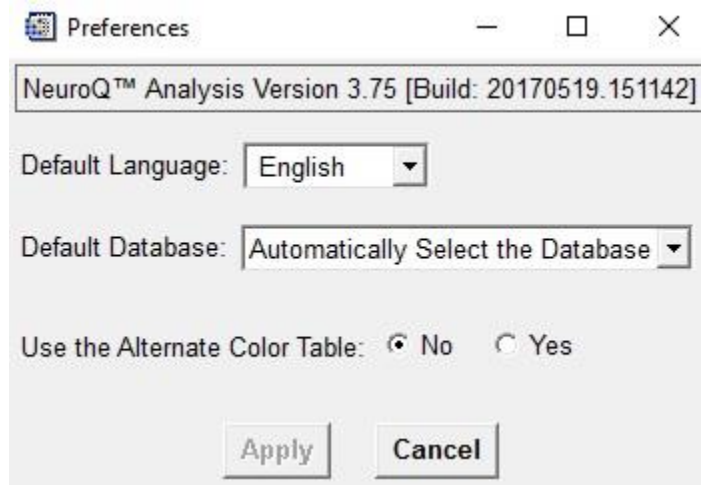 Preferences
NeuroQ™ Analysis Version 3.75 [Build: 20170519.151142]
Default Language: English
Default Database: Automatically Select the Database
Use the Alternate Color Table: No Yes
Apply Cancel